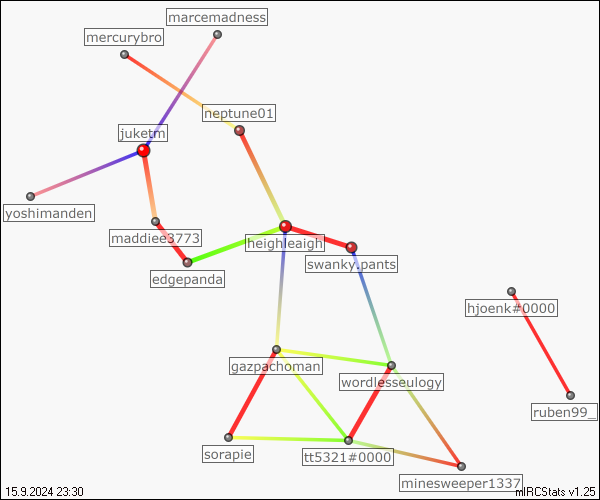 marcemadness
mercurybro
neptune01
juketm
yoshimanden
maddiee3773
heighleaigh
swanky.pants
edgepanda
hjoenk#0000
gazpachoman
wordlesseulogy
ruben99_
sorapie
tt5321#0000
minesweeper1337
15.9.2024 23:30
mIRCStats v1.25